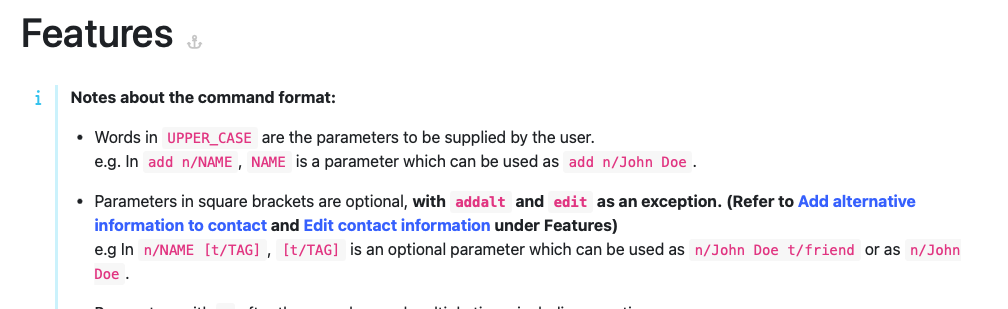 Features
i
Notes about the command format:
• Words in UPPER_CASE are the parameters to be supplied by the user.
e.g. In add n/NAME , NAME is a parameter which can be used as add n/John Doe .
• Parameters in square brackets are optional, with addalt and edit as an exception. (Refer to Add alternative
information to contact and Edit contact information under Features)
e.g In n/NAME [t/TAG] , [t/TAG] is an optional parameter which can be used as n/John Doe t/friend or as n/John
Doe .